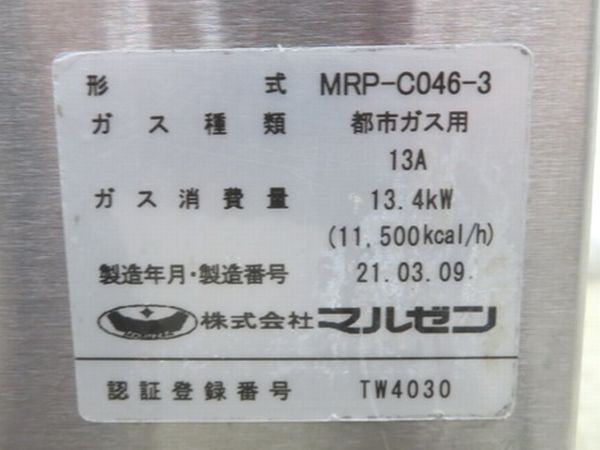 形式 MRP-C046-3
ガス種類 都市ガス用
13A
ガス消費量 13.4kW
(11,500kcal/h)
製造年月・製造番号 21.03.09.
株式会社マルゼン
認証登録番号 TW4030